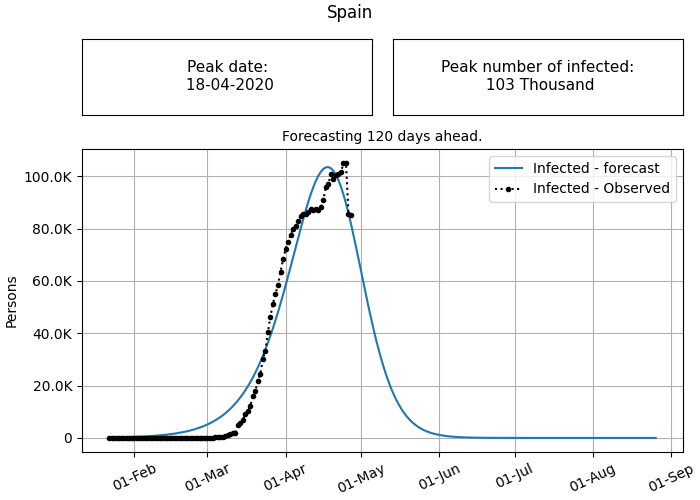 Spain
Peak date:
18-04-2020
Peak number of infected:
103 Thousand
Forecasting 120 days ahead.
Infected - forecast
Infected - Observed
Persons
100.0K
80.0K
60.0K
40.0K
20.0K
0
01-Feb
01-Mar
01-Apr
01-May
01-Jun
01-Jul
01-Aug
01-Sep